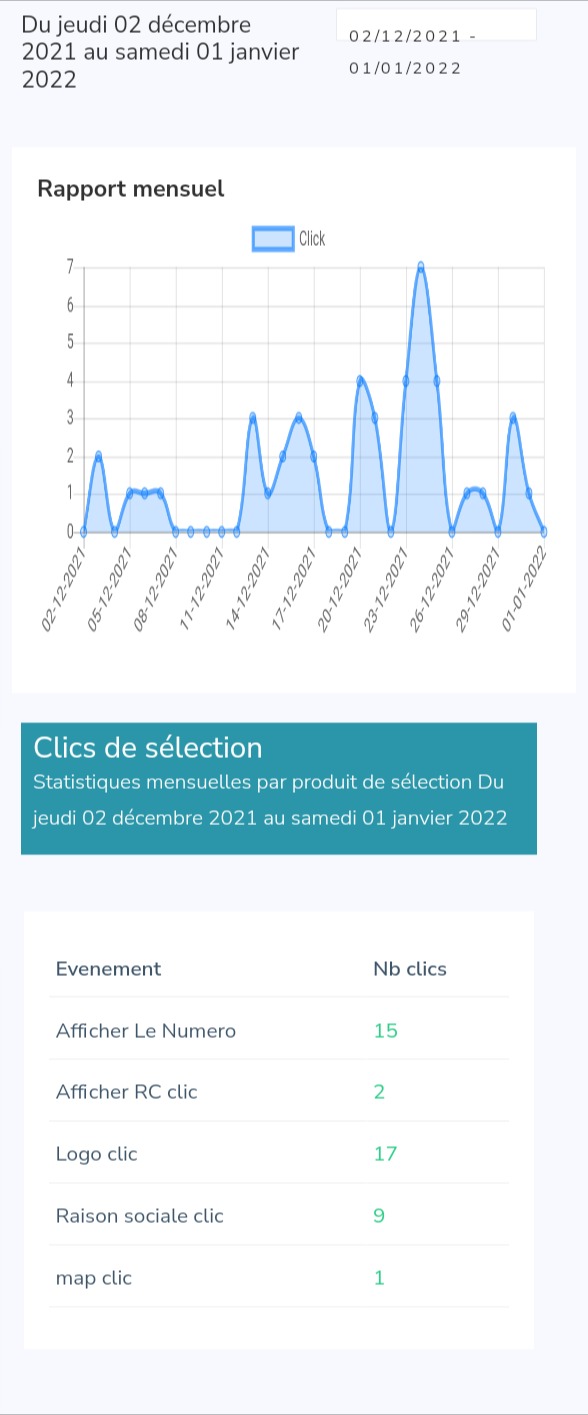 Du jeudi 02 décembre
2021 au samedi 01 janvier
2022
02/12/2021 -
01/01/2022
Rapport mensuel
Click
7
6
5
4
3
2
1
0
02-12-2021
05-12-2021
08-12-2021
11-12-2021
14-12-2021
17-12-2021
20-12-2021
23-12-2021
26-12-2021
29-12-2021
01-01-2022
Clics de sélection
Statistiques mensuelles par produit de sélection Du
jeudi 02 décembre 2021 au samedi 01 janvier 2022
Evenement Nb clics
Afficher Le Numero 15
Afficher RC clic 2
Logo clic 17
Raison sociale clic 9
map clic 1